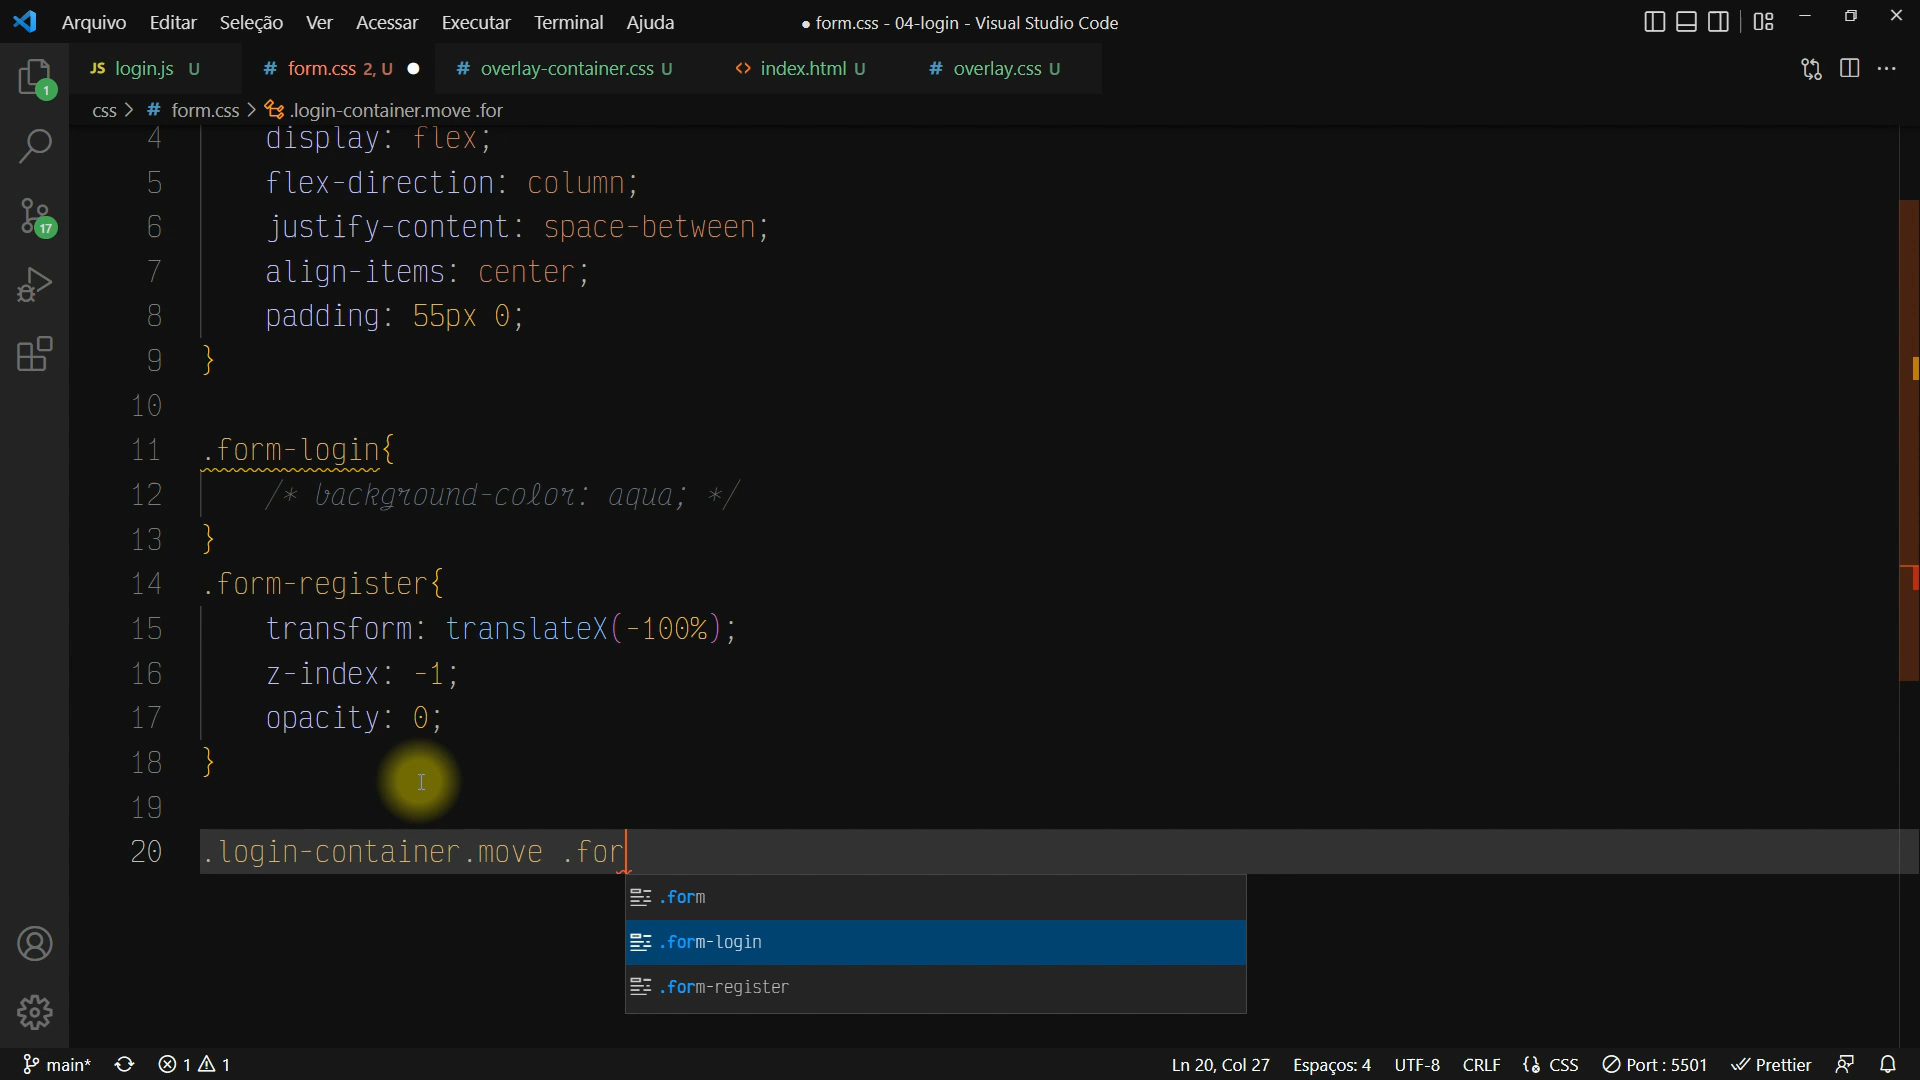 Arquivo Editar Seleção Ver Acessar Executar Terminal Ajuda
● form.css - 04-login - Visual Studio Code
JS login.js U
# form.css 2, U ●
# overlay-container.css U
<> index.html U
# overlay.css U
css > # form.css > .login-container.move .for
4 display: flex;
5 flex-direction: column;
6 justify-content: space-between;
7 align-items: center;
8 padding: 55px 0;
9 }
10
11 .form-login{
12 /* background-color: aqua; */
13 }
14 .form-register{
15 transform: translateX(-100%);
16 z-index: -1;
17 opacity: 0;
18 }
19
20 .login-container.move .for
.form
.form-login
.form-register
1
17
main* 1 1
Ln 20, Col 27 Espaços: 4 UTF-8 CRLF {} CSS Port : 5501 Prettier